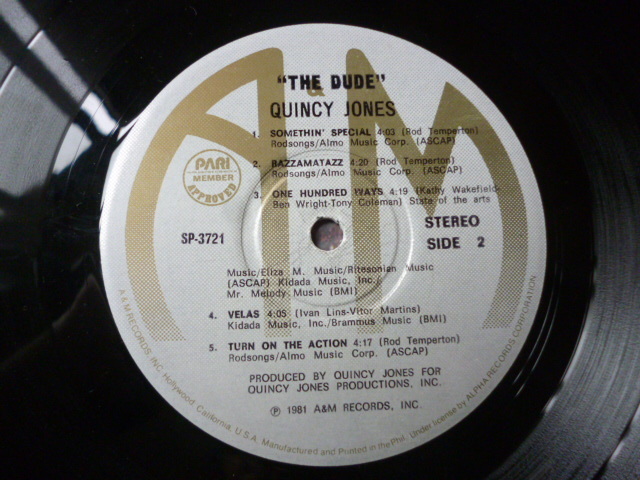 "THE DUDE"
&
QUINCY JONES
1. SOMETHIN' SPECIAL 4:03 (Rod Temperton)
Rodsongs/Almo Music Corp. (ASCAP)
2. RAZZAMATAZZ 4:20 (Rod Temperton)
Rodsongs/Almo Music Corp. (ASCAP)
3. ONE HUNDRED WAYS 4:19 (Kathy Wakefield-
Ben Wright-Tony Coleman) State of the arts
PARI
MEMBER
APPROVED
SP-3721
STEREO
SIDE 2
Music/Eliza M. Music/Ritesonian Music
(ASCAP) Kidada Music, Inc./
Mr. Melody Music (BMI)
4. VELAS 4:05 (Ivan Lins-Vitor Martins)
Kidada Music, Inc./Brammus Music (BMI)
5. TURN ON THE ACTION 4:17 (Rod Temperton)
Rodsongs/Almo Music Corp. (ASCAP)
PRODUCED BY QUINCY JONES FOR
QUINCY JONES PRODUCTIONS, INC.
℗ 1981 A&M RECORDS, INC.
A&M RECORDS, INC. Hollywood, California, U.S.A. Manufactured and Printed in the Phil. Under license by ALPHA RECORDS CORPORATION
A M